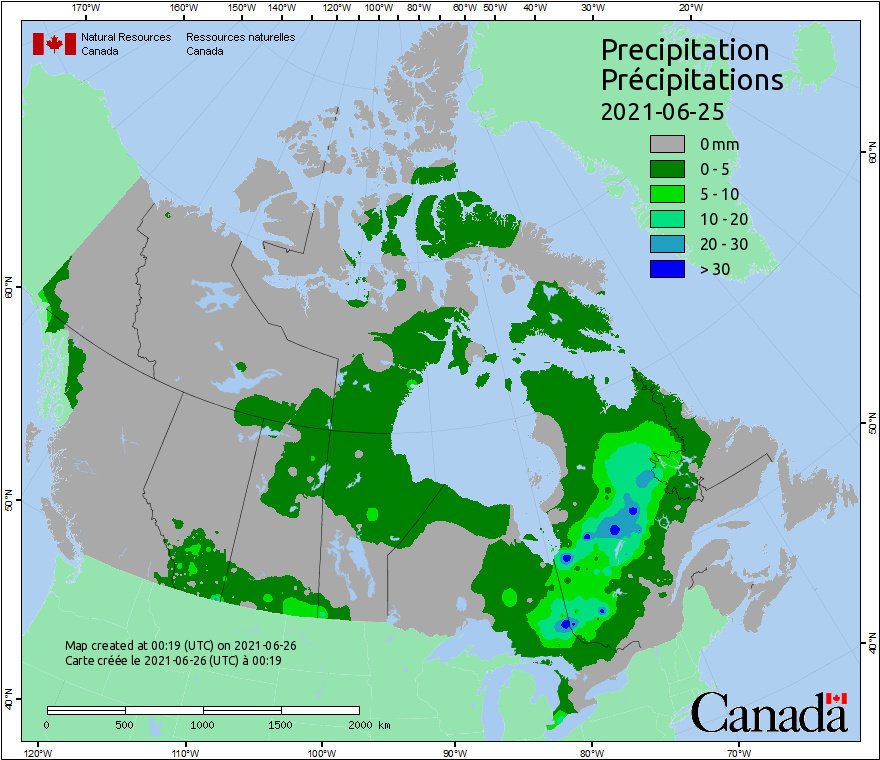 170°W 160°W 150°W 140°W 120°W 100°W 80°W 60°W 50°W 40°W 30°W 20°W
Natural Resources Ressources naturelles
Canada Canada
Precipitation
Précipitations
2021-06-25
0 mm
0 - 5
5 - 10
10 - 20
20 - 30
> 30
60°N
60°N
50°N
50°N
40°N
40°N
Map created at 00:19 (UTC) on 2021-06-26
Carte créée le 2021-06-26 (UTC) à 00:19
0 500 1000 1500 2000 km
Canada
120°W 110°W 100°W 90°W 80°W 70°W